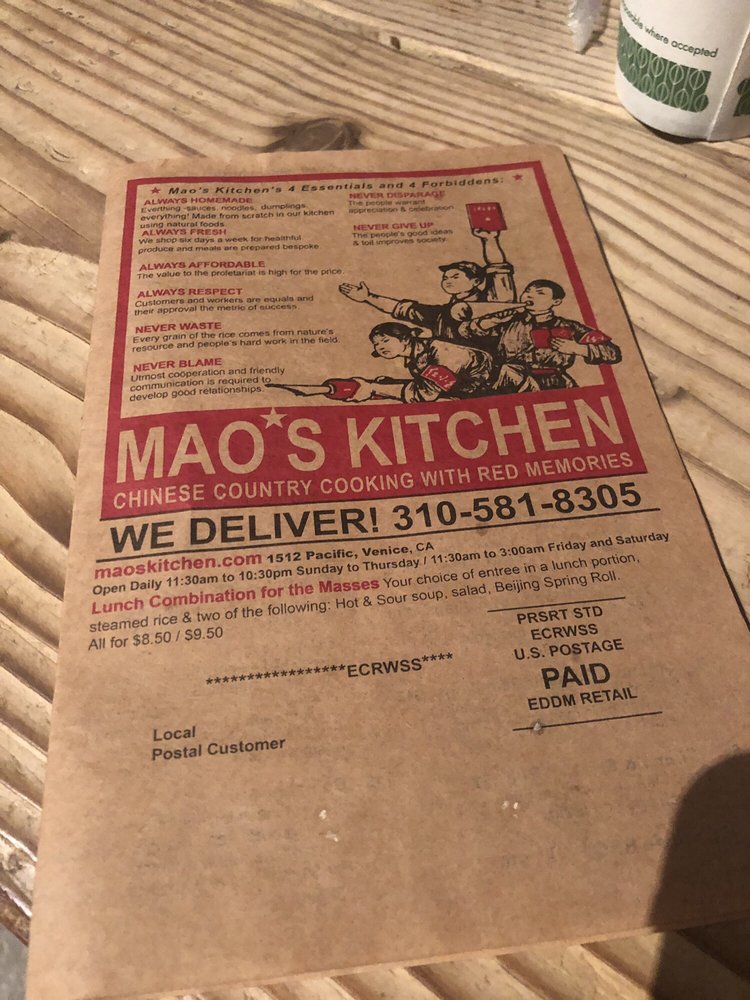 ★ Mao's Kitchen's 4 Essentials and 4 Forbiddens: ★
ALWAYS HOMEMADE
Everthing -sauces, noodles, dumplings,
everything! Made from scratch in our kitchen
using natural foods.
ALWAYS FRESH
We shop six days a week for healthful
produce and meals are prepared bespoke.
ALWAYS AFFORDABLE
The value to the profetariat is high for the price.
ALWAYS RESPECT
Customers and workers are equals and
their approval the metric of success.
NEVER WASTE
Every grain of the rice comes from nature's
resource and people's hard work in the field.
NEVER BLAME
Utmost coöperation and friendly
communication is required to
develop good relationships.
NEVER DISPARAGE
The people warrant
appreciation & celebration.
NEVER GIVE UP
The people's good ideas
& toil improves society.
MAO★S KITCHEN
CHINESE COUNTRY COOKING WITH RED MEMORIES
WE DELIVER! 310-581-8305
maoskitchen.com 1512 Pacific, Venice, CA
Open Daily 11:30am to 10:30pm Sunday to Thursday / 11:30am to 3:00am Friday and Saturday
Lunch Combination for the Masses Your choice of entree in a lunch portion,
steamed rice & two of the following: Hot & Sour soup, salad, Beijing Spring Roll.
All for $8.50 / $9.50
PRSRT STD
ECRWSS
U.S. POSTAGE
PAID
EDDM RETAIL
*****************ECRWSS****
Local
Postal Customer
where accepted